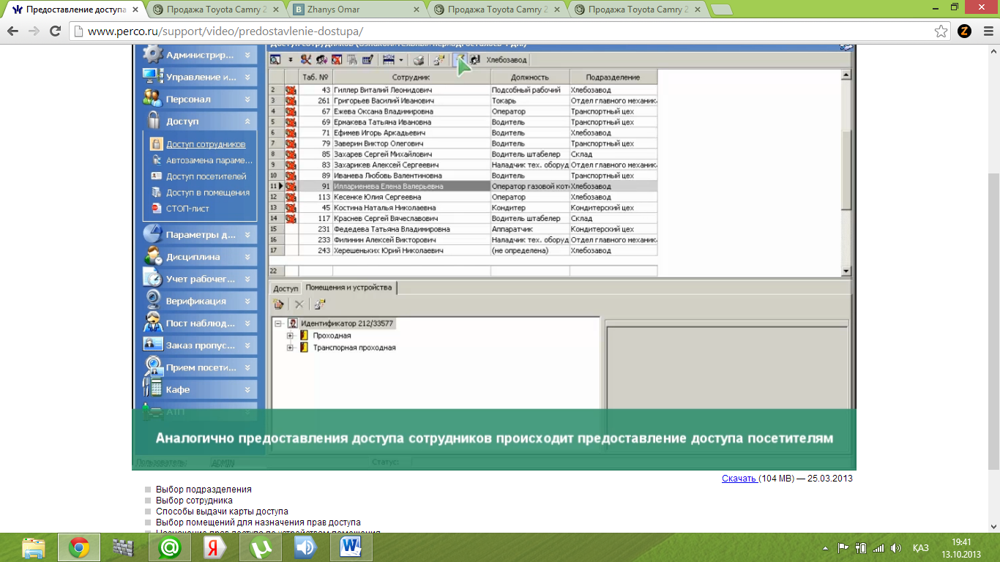 Предоставление доступа
Продажа Toyota Camry 2
Zhanys Omar
Продажа Toyota Camry 2
Продажа Toyota Camry 2
www.perco.ru/support/video/predostavlenie-dostupa/
Хлебозавод
Администрир...
Управление и...
Персонал
Доступ
Доступ сотрудников
Автозамена параме...
Доступ посетителей
Доступ в помещения
СТОП-лист
Параметры д...
Дисциплина
Учет рабочег...
Верификация
Пост наблюд...
Заказ пропус...
Прием посети...
Кафе
АТП
Таб. № Сотрудник Должность Подразделение
2 43 Гиллер Виталий Леонидович Подсобный рабочий Хлебозавод
3 261 Григорьев Василий Иванович Токарь Отдел главного механик
4 67 Ежева Оксана Владимировна Оператор Транспортный цех
5 69 Ермакева Татьяна Ивановна Водитель Транспортный цех
6 71 Ефимев Игорь Аркадьевич Водитель Хлебозавод
7 79 Заверин Виктор Олегович Водитель Транспортный цех
8 85 Захарев Сергей Михайлович Водитель штабелер Склад
9 83 Захарикев Алексей Сергеевич Наладчик тех. оборуд Отдел главного механик
10 89 Иванева Любовь Валентиновна Водитель Транспортный цех
11 91 Иллариенева Елена Валерьевна Оператор газовой кот Хлебозавод
12 113 Кесенке Юлия Сергеевна Оператор Хлебозавод
13 45 Костина Наталья Николаевна Кондитер Кондитерский цех
14 117 Краснев Сергей Вячеславович Водитель штабелер Склад
15 231 Федедева Татьяна Владимировна Аппаратчик Кондитерский цех
16 233 Филинин Алексей Викторович Наладчик тех. оборуд Отдел главного механик
17 243 Херешеньких Юрий Николаевич (не определена) Хлебозавод
22
Доступ Помещения и устройства
Идентификатор 212/33577
Проходная
Транспорная проходная
Аналогично предоставления доступа сотрудников происходит предоставление доступа посетителям
Пользователь: ADMIN Статус:
Скачать (104 MB) — 25.03.2013
Выбор подразделения
Выбор сотрудника
Способы выдачи карты доступа
Выбор помещений для назначения прав доступа
ҚАЗ
19:41
13.10.2013